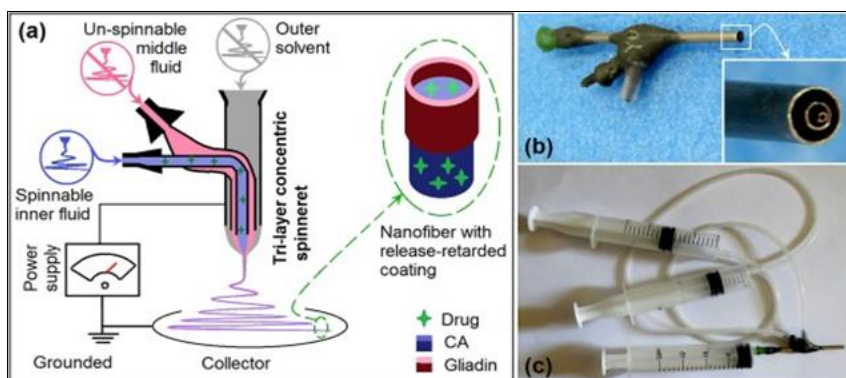 (a)
Un-spinnable
middle fluid
Outer
solvent
Spinnable
inner fluid
Tri-layer concentric
spinneret
Power
supply
Nanofiber with
release-retarded
coating
Drug
CA
Gliadin
Grounded
Collector
(b)
(c)